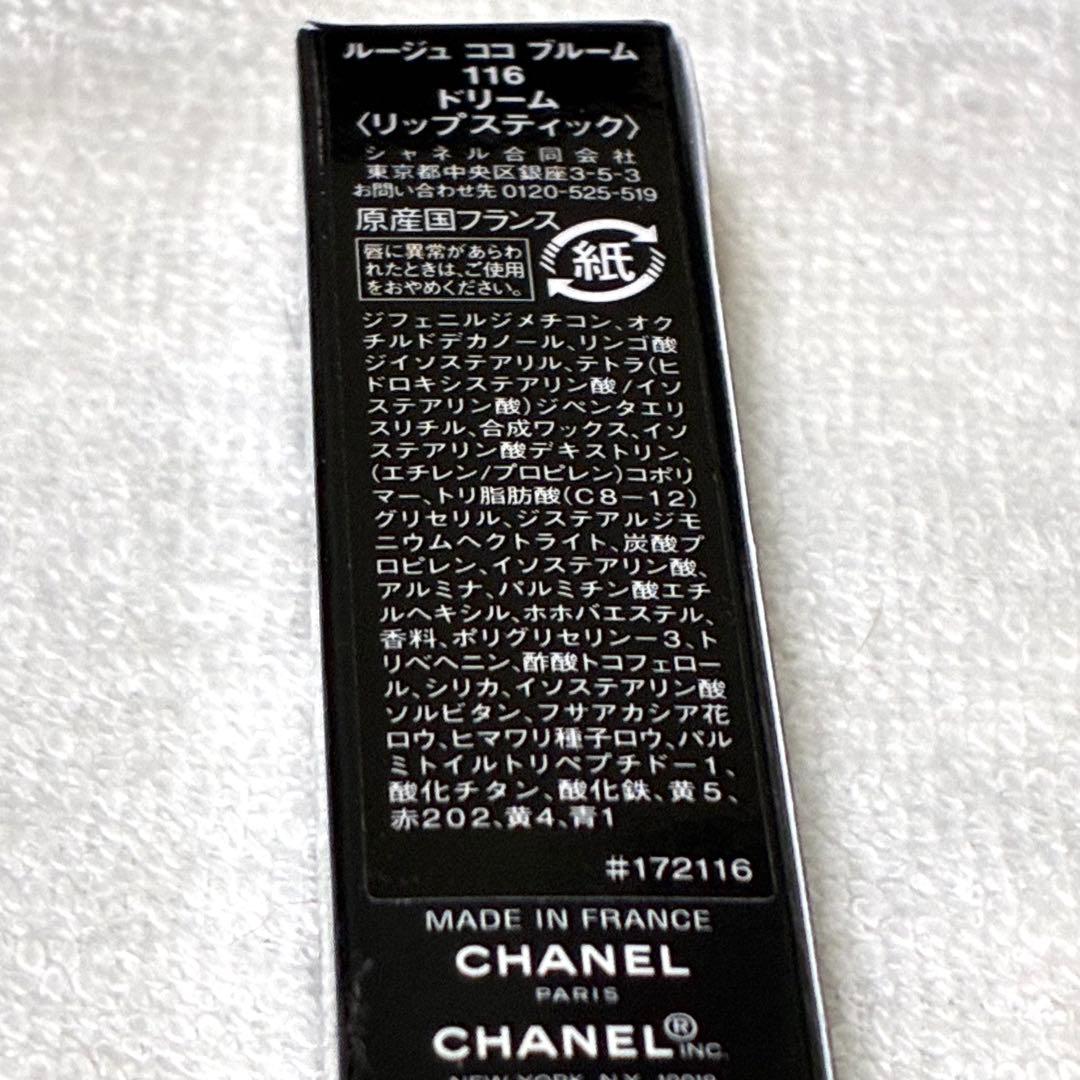 ルージュ ココ ブルーム
116
ドリーム
〈リップスティック〉
シャネル合同会社
東京都中央区銀座3-5-3
お問い合わせ先 0120-525-519
原産国フランス
紙
唇に異常があらわ
れたときは、ご使用
をおやめください。
ジフェニルジメチコン、オク
チルドデカノール、リンゴ酸
ジイソステアリル、テトラ(ヒ
ドロキシステアリン酸/イソ
ステアリン酸)ジペンタエリ
スリチル、合成ワックス、イソ
ステアリン酸デキストリン、
(エチレン/プロピレン)コポリ
マー、トリ脂肪酸(C8-12)
グリセリル、ジステアルジモ
ニウムヘクトライト、炭酸プ
ロピレン、イソステアリン酸、
アルミナ、パルミチン酸エチ
ルヘキシル、ホホバエステル、
香料、ポリグリセリン-3、ト
リベヘニン、酢酸トコフェロー
ル、シリカ、イソステアリン酸
ソルビタン、フサアカシア花
ロウ、ヒマワリ種子ロウ、パル
ミトイルトリペプチド-1、
酸化チタン、酸化鉄、黄5、
赤202、黄4、青1
#172116
MADE IN FRANCE
CHANEL
PARIS
CHANEL® INC.
NEW YORK, N.Y. 10019